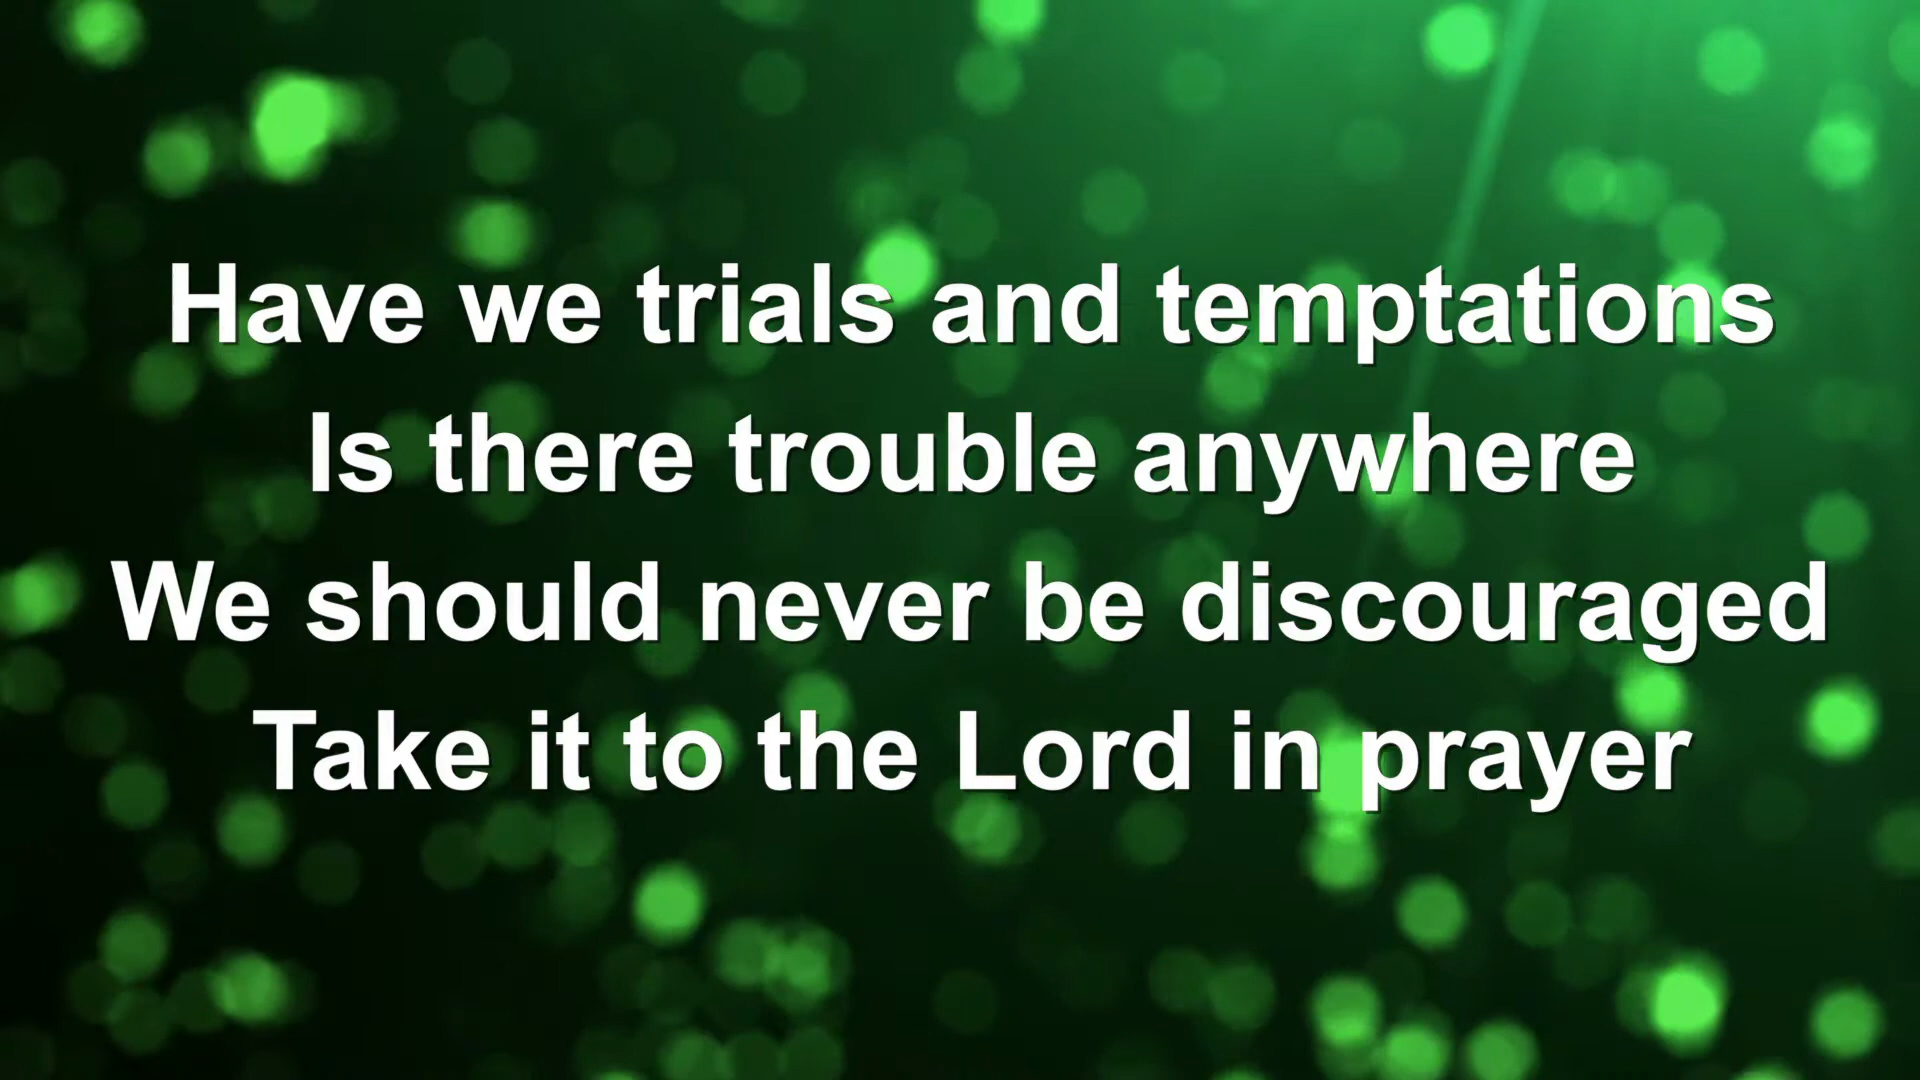 Have we trials and temptations
Is there trouble anywhere
We should never be discouraged
Take it to the Lord in prayer